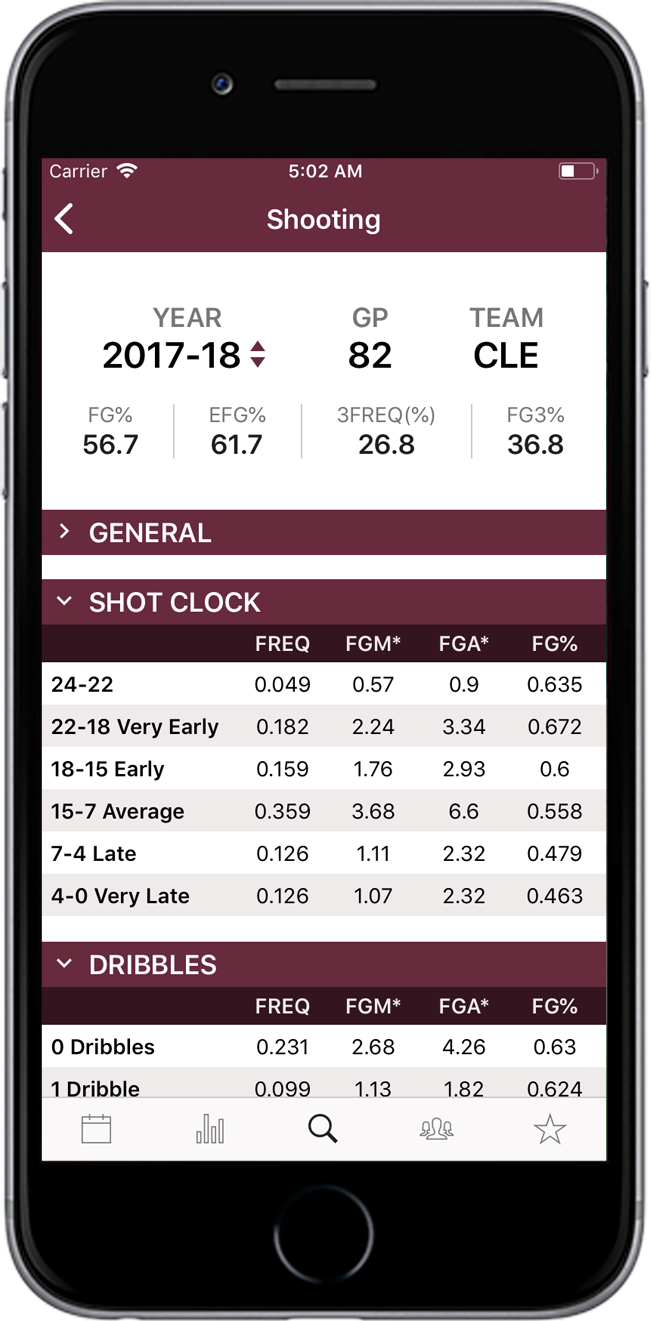 Carrier 5:02 AM
Shooting
YEAR GP TEAM
2017-18 82 CLE
FG% EFG% 3FREQ(%) FG3%
56.7 61.7 26.8 36.8
GENERAL
SHOT CLOCK
FREQ FGM* FGA* FG%
24-22 0.049 0.57 0.9 0.635
22-18 Very Early 0.182 2.24 3.34 0.672
18-15 Early 0.159 1.76 2.93 0.6
15-7 Average 0.359 3.68 6.6 0.558
7-4 Late 0.126 1.11 2.32 0.479
4-0 Very Late 0.126 1.07 2.32 0.463
DRIBBLES
FREQ FGM* FGA* FG%
0 Dribbles 0.231 2.68 4.26 0.63
1 Dribble 0.099 1.13 1.82 0.624